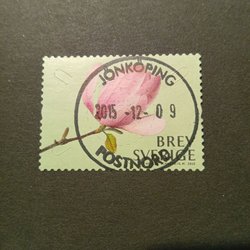 JÖNKÖPING
2015-12-09
BREV
SVERIGE
POSTNORD